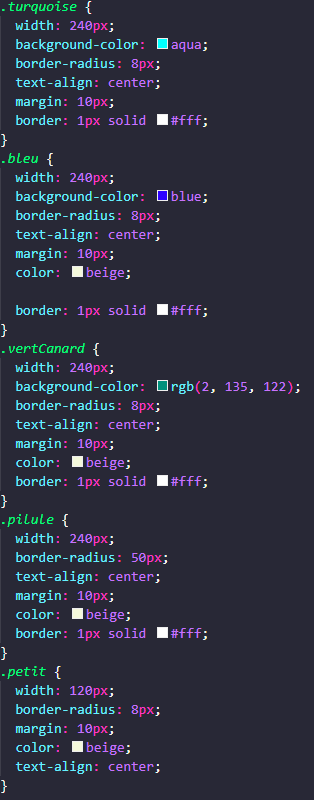 .turquoise {
width: 240px;
background-color: aqua;
border-radius: 8px;
text-align: center;
margin: 10px;
border: 1px solid #fff;
}
.bleu {
width: 240px;
background-color: blue;
border-radius: 8px;
text-align: center;
margin: 10px;
color: beige;
border: 1px solid #fff;
}
.vertCanard {
width: 240px;
background-color: rgb(2, 135, 122);
border-radius: 8px;
text-align: center;
margin: 10px;
color: beige;
border: 1px solid #fff;
}
.pilule {
width: 240px;
border-radius: 50px;
text-align: center;
margin: 10px;
color: beige;
border: 1px solid #fff;
}
.petit {
width: 120px;
border-radius: 8px;
margin: 10px;
color: beige;
text-align: center;
}